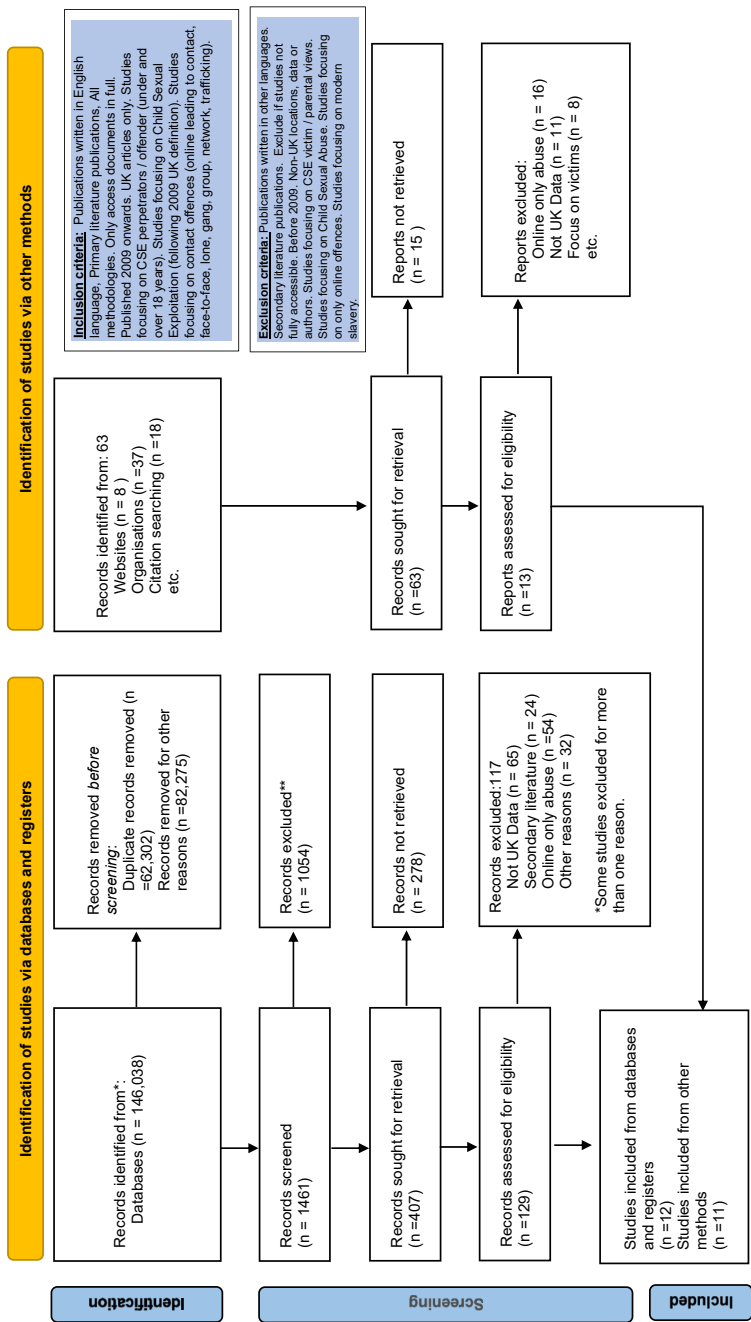 Identification of studies via databases and registers
Identification of studies via other methods
Identification
Records identified from*:
Databases (n = 146,038)
Records removed before
screening:
Duplicate records removed (n
=62,302)
Records removed for other
reasons (n =82,275)
Records identified from: 63
Websites (n = 8 )
Organisations (n =37)
Citation searching (n =18)
etc.
Inclusion criteria: Publications written in English
language, Primary literature publications, All
methodologies. Only access documents in full.
Published 2009 onwards. UK articles only. Studies
focusing on CSE perpetrators / offender (under and
over 18 years). Studies focusing on Child Sexual
Exploitation (following 2009 UK definition). Studies
focusing on contact offences (online leading to contact,
face-to-face, lone, gang, group, network, trafficking).
Exclusion criteria: Publications written in other languages.
Secondary literature publications. Exclude if studies not
fully accessible. Before 2009. Non-UK locations, data or
authors. Studies focusing on CSE victim / parental views.
Studies focusing on Child Sexual Abuse. Studies focusing
on only online offences. Studies focusing on modern
slavery.
Screening
Records screened
(n = 1461)
Records excluded**
(n = 1054)
Records sought for retrieval
(n =407)
Records not retrieved
(n = 278)
Records sought for retrieval
(n =63)
Reports not retrieved
(n = 15 )
Records assessed for eligibility
(n =129)
Records excluded:117
Not UK Data (n = 65)
Secondary literature (n = 24)
Online only abuse (n =54)
Other reasons (n = 32)
*Some studies excluded for more
than one reason.
Reports assessed for eligibility
(n =13)
Reports excluded:
Online only abuse (n = 16)
Not UK Data (n = 11)
Focus on victims (n = 8)
etc.
Included
Studies included from databases
and registers
(n =12)
Studies included from other
methods
(n =11)